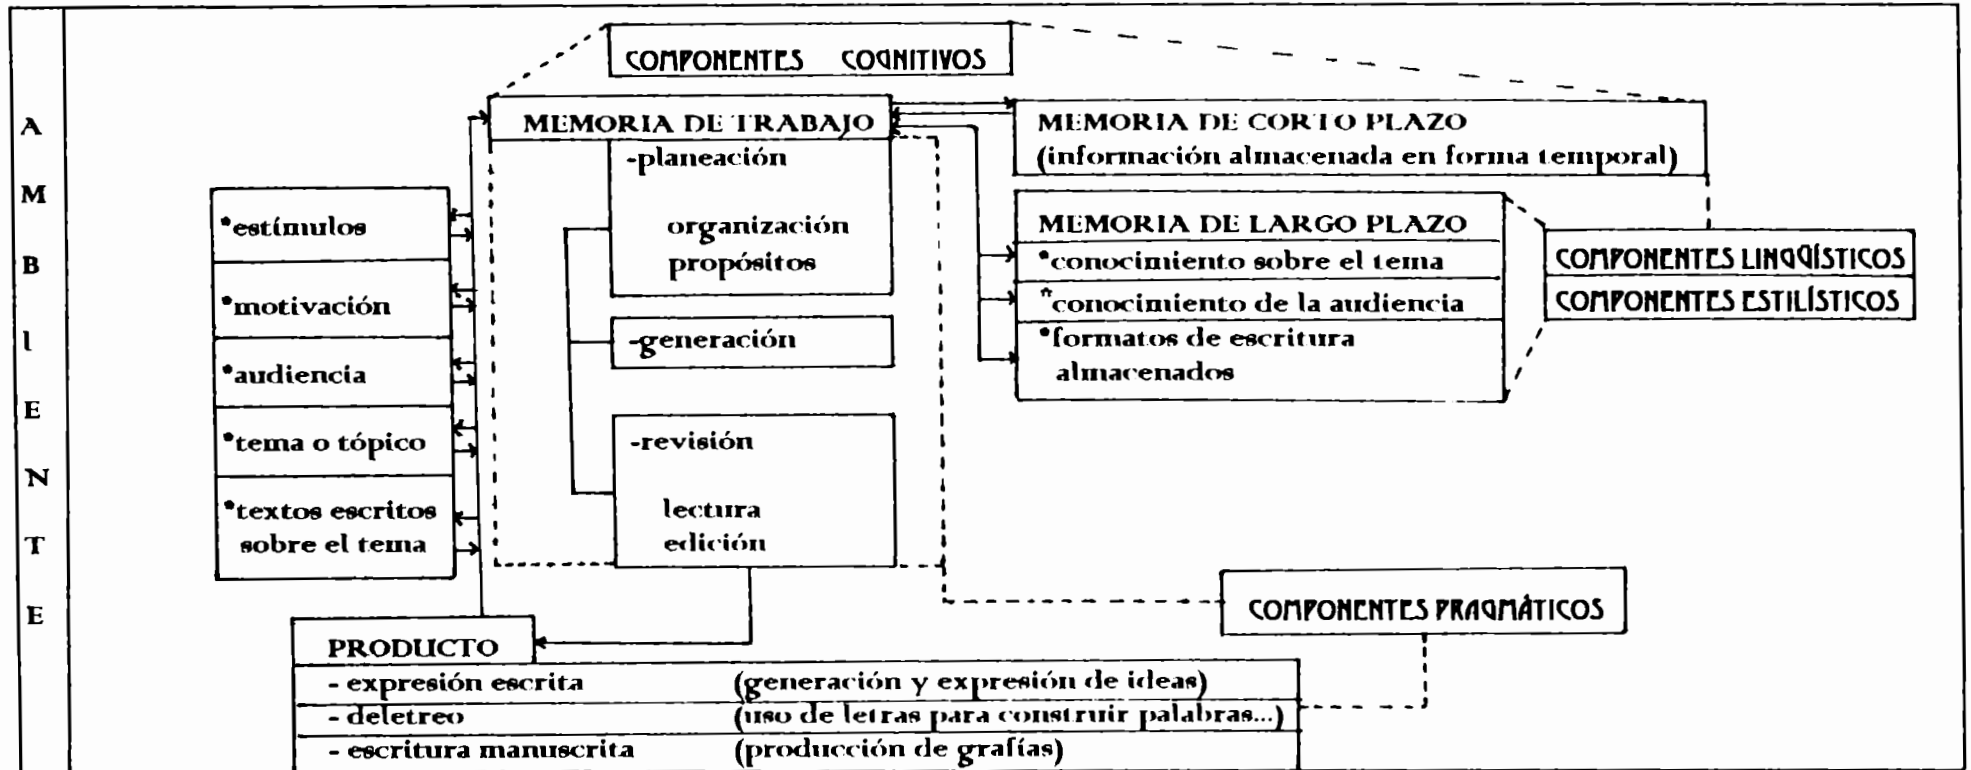 AMBIENTE
COMPONENTES COGNITIVOS
MEMORIA DE TRABAJO
-planeación
organización
propósitos
-generación
-revisión
lectura
edición
MEMORIA DE CORTO PLAZO
(información almacenada en forma temporal)
MEMORIA DE LARGO PLAZO
*conocimiento sobre el tema
*conocimiento de la audiencia
*formatos de escritura
almacenados
COMPONENTES LINGÜÍSTICOS
COMPONENTES ESTILÍSTICOS
*estímulos
*motivación
*audiencia
*tema o tópico
*textos escritos
sobre el tema
COMPONENTES PRAGMÁTICOS
PRODUCTO
- expresión escrita (generación y expresión de ideas)
- deletreo (uso de letras para construir palabras...)
- escritura manuscrita (producción de grafías)